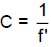 C = 1/f'